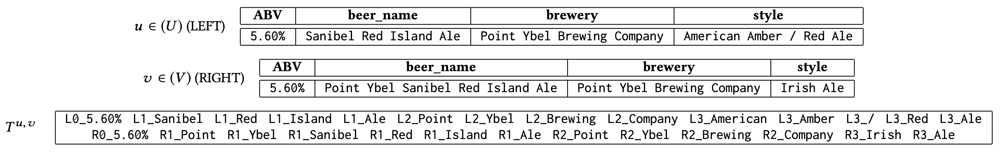 u ∈ (U) (LEFT)
ABV beer_name brewery style
5.60% Sanibel Red Island Ale Point Ybel Brewing Company American Amber / Red Ale
v ∈ (V) (RIGHT)
ABV beer_name brewery style
5.60% Point Ybel Sanibel Red Island Ale Point Ybel Brewing Company Irish Ale
T^{u,v}
L0_5.60% L1_Sanibel L1_Red L1_Island L1_Ale L2_Point L2_Ybel L2_Brewing L2_Company L3_American L3_Amber L3_/ L3_Red L3_Ale
R0_5.60% R1_Point R1_Ybel R1_Sanibel R1_Red R1_Island R1_Ale R2_Point R2_Ybel R2_Brewing R2_Company R3_Irish R3_Ale